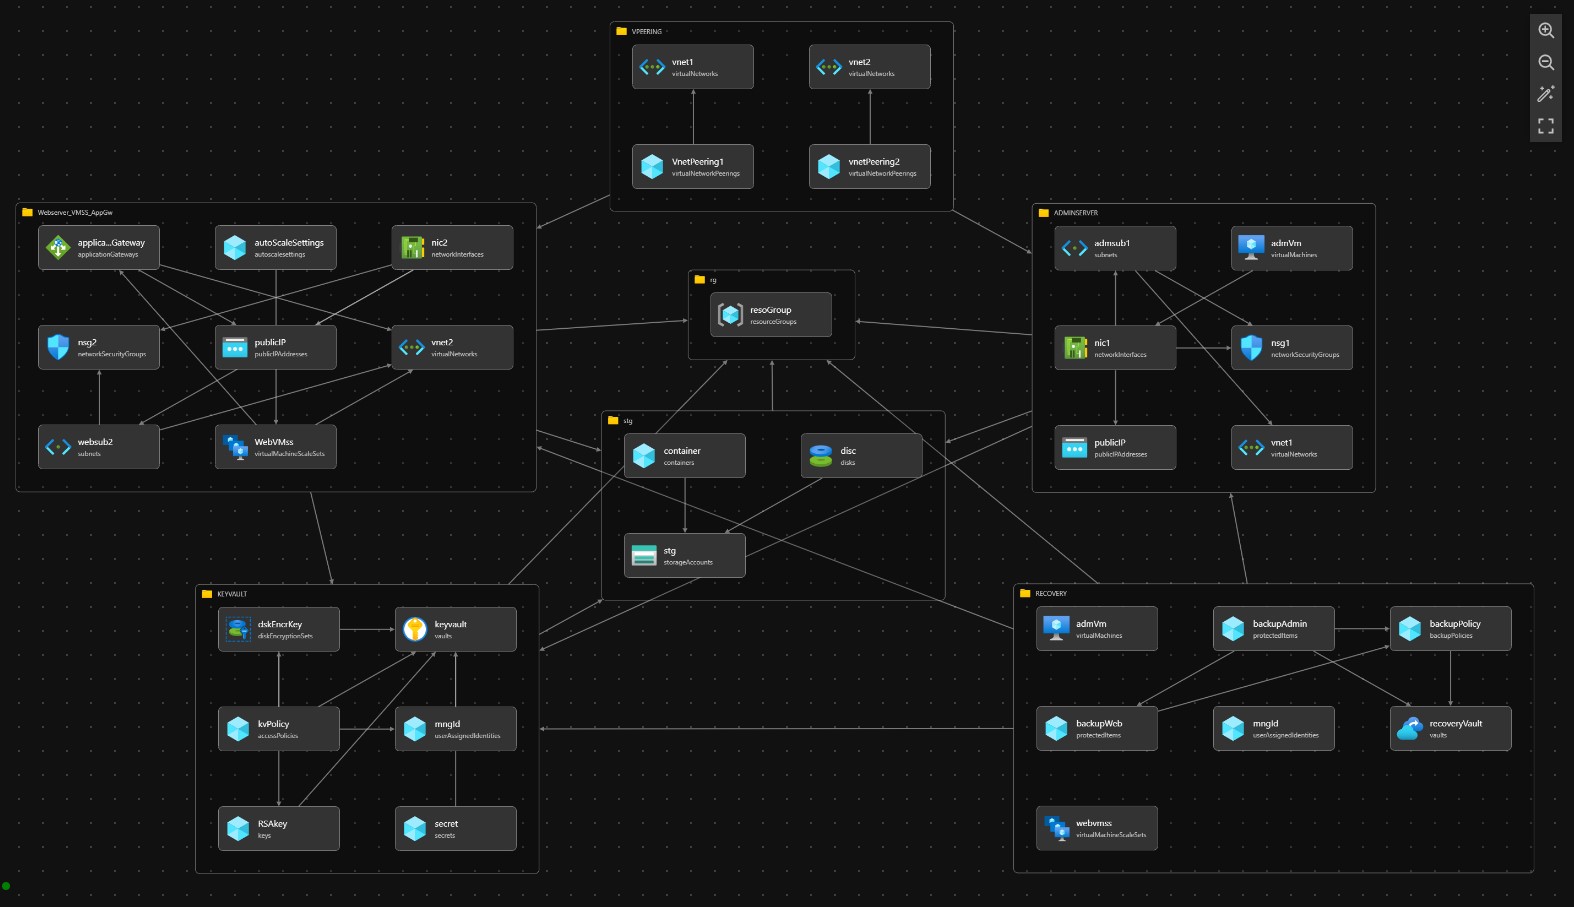 VPEERING
vnet1
virtualNetworks
vnet2
virtualNetworks
VnetPeering1
virtualNetworkPeerings
vnetPeering2
virtualNetworkPeerings
Webserver_VMSS_AppGw
applica...Gateway
applicationGateways
autoScaleSettings
autoscalesettings
nic2
networkInterfaces
nsg2
networkSecurityGroups
publicIP
publicIPAddresses
vnet2
virtualNetworks
websub2
subnets
WebVMss
virtualMachineScaleSets
rg
resoGroup
resourceGroups
ADMINSERVER
admsub1
subnets
admVm
virtualMachines
nic1
networkInterfaces
nsg1
networkSecurityGroups
publicIP
publicIPAddresses
vnet1
virtualNetworks
stg
container
containers
disc
disks
stg
storageAccounts
KEYVAULT
dskEncrKey
diskEncryptionSets
keyvault
vaults
kvPolicy
accessPolicies
mngId
userAssignedIdentities
RSAkey
keys
secret
secrets
RECOVERY
admVm
virtualMachines
backupAdmin
protectedItems
backupPolicy
backupPolicies
backupWeb
protectedItems
mngId
userAssignedIdentities
recoveryVault
vaults
webvmss
virtualMachineScaleSets